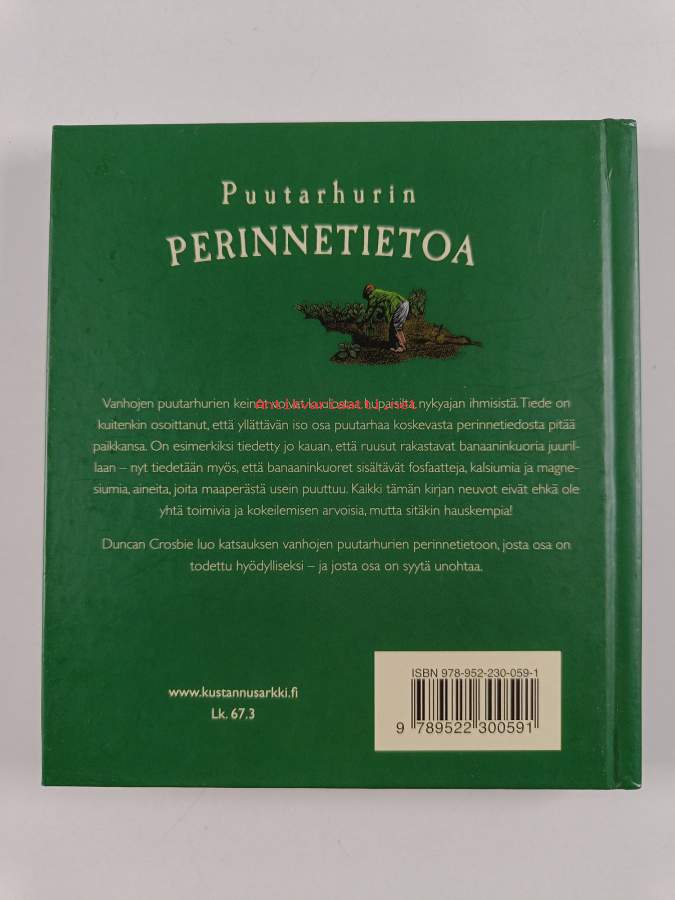 Puutarhurin
PERINNETIETOA
Vanhojen puutarhurien keinot voivat kuulostaa hupaisilta nykyajan ihmisistä. Tiede on
kuitenkin osoittanut, että yllättävän iso osa puutarhaa koskevasta perinnetiedosta pitää
paikkansa. On esimerkiksi tiedetty jo kauan, että ruusut rakastavat banaaninkuoria juuril-
laan – nyt tiedetään myös, että banaaninkuoret sisältävät fosfaatteja, kalsiumia ja magne-
siumia, aineita, joita maaperästä usein puuttuu. Kaikki tämän kirjan neuvot eivät ehkä ole
yhtä toimivia ja kokeilemisen arvoisia, mutta sitäkin hauskempia!
Duncan Crosbie luo katsauksen vanhojen puutarhurien perinnetietoon, josta osa on
todettu hyödylliseksi – ja josta osa on syytä unohtaa.
www.kustannusarkki.fi
Lk. 67.3
ISBN 978-952-230-059-1
9 789522 300591